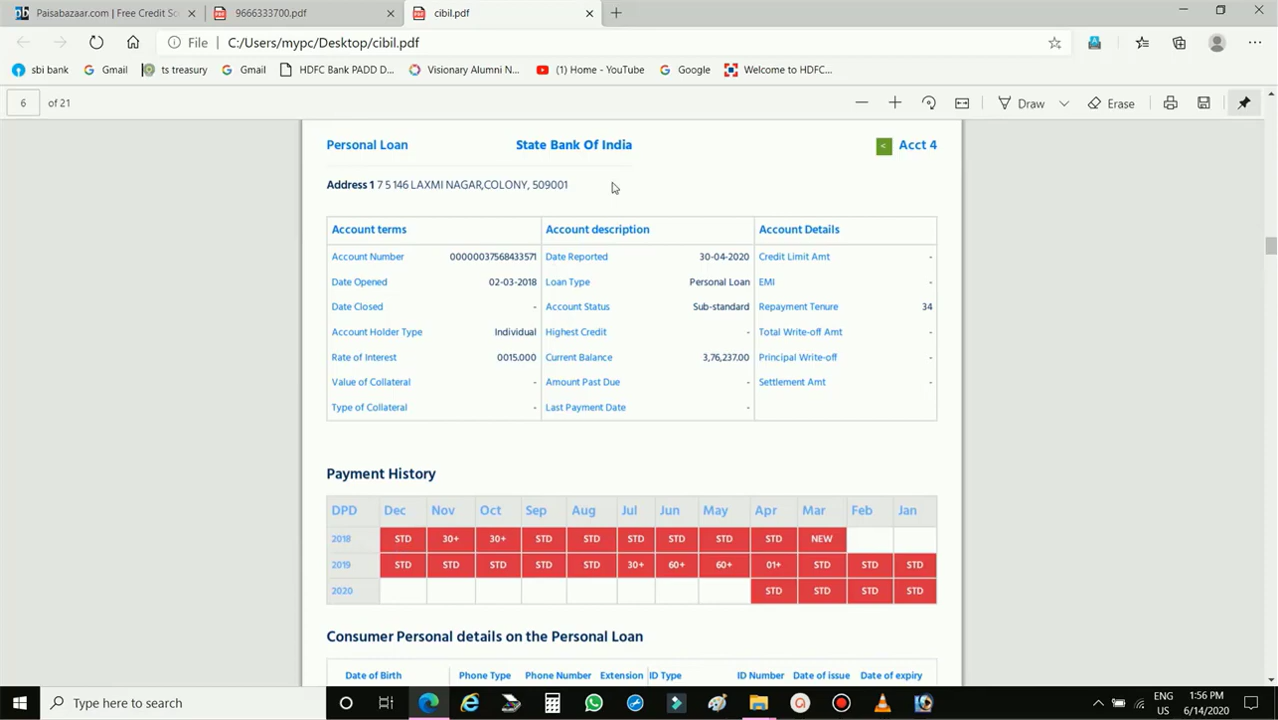 Paisabazaar.com | Free Credit Sc
9666333700.pdf
cibil.pdf
File C:/Users/mypc/Desktop/cibil.pdf
sbi bank Gmail ts treasury Gmail HDFC Bank PADD D... Visionary Alumni N... (1) Home - YouTube Google Welcome to HDFC...
6 of 21 Draw Erase
Personal Loan State Bank Of India < Acct 4
Address 1 7 5 146 LAXMI NAGAR,COLONY, 509001
Account terms Account description Account Details
Account Number 00000037568433571 Date Reported 30-04-2020 Credit Limit Amt -
Date Opened 02-03-2018 Loan Type Personal Loan EMI -
Date Closed - Account Status Sub-standard Repayment Tenure 34
Account Holder Type Individual Highest Credit - Total Write-off Amt -
Rate of Interest 0015.000 Current Balance 3,76,237.00 Principal Write-off -
Value of Collateral - Amount Past Due - Settlement Amt -
Type of Collateral - Last Payment Date -
Payment History
DPD Dec Nov Oct Sep Aug Jul Jun May Apr Mar Feb Jan
2018 STD 30+ 30+ STD STD STD STD STD STD NEW
2019 STD STD STD STD STD 30+ 60+ 60+ 01+ STD STD STD
2020 STD STD STD STD
Consumer Personal details on the Personal Loan
Date of Birth Phone Type Phone Number Extension ID Type ID Number Date of issue Date of expiry
Type here to search
ENG 1:56 PM
US 6/14/2020